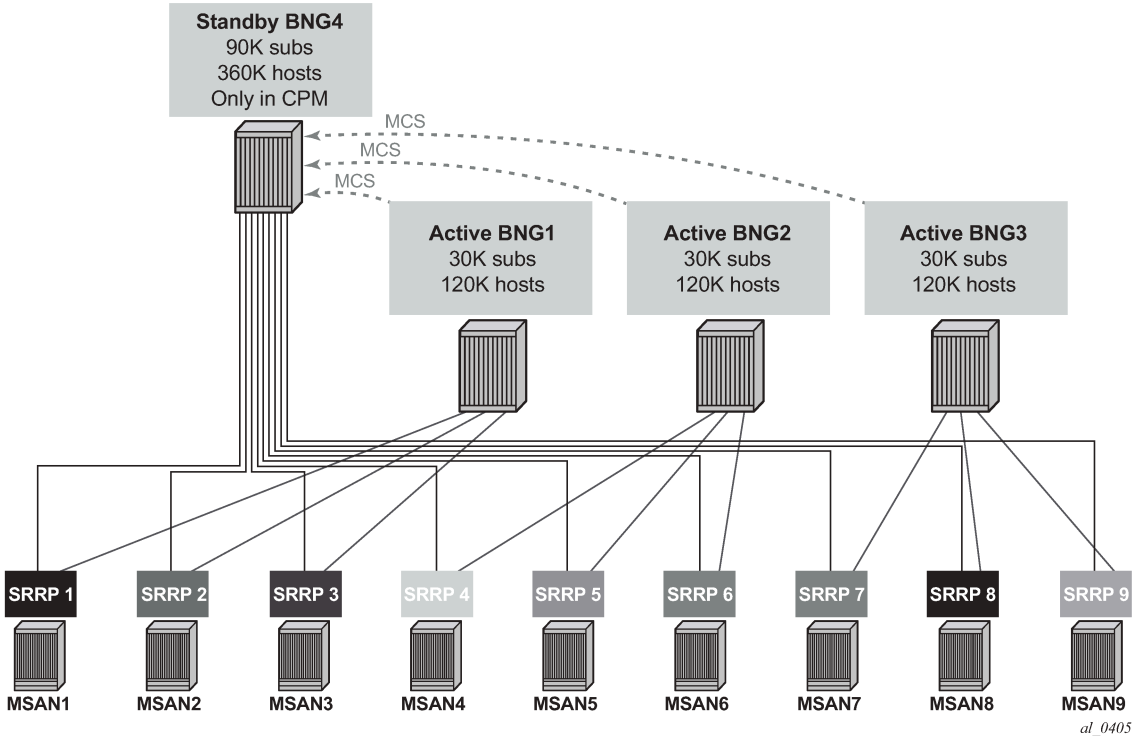 Standby BNG4
90K subs
360K hosts
Only in CPM
MCS
MCS
MCS
Active BNG1
30K subs
120K hosts
Active BNG2
30K subs
120K hosts
Active BNG3
30K subs
120K hosts
SRRP 1
SRRP 2
SRRP 3
SRRP 4
SRRP 5
SRRP 6
SRRP 7
SRRP 8
SRRP 9
MSAN1
MSAN2
MSAN3
MSAN4
MSAN5
MSAN6
MSAN7
MSAN8
MSAN9
al_0405